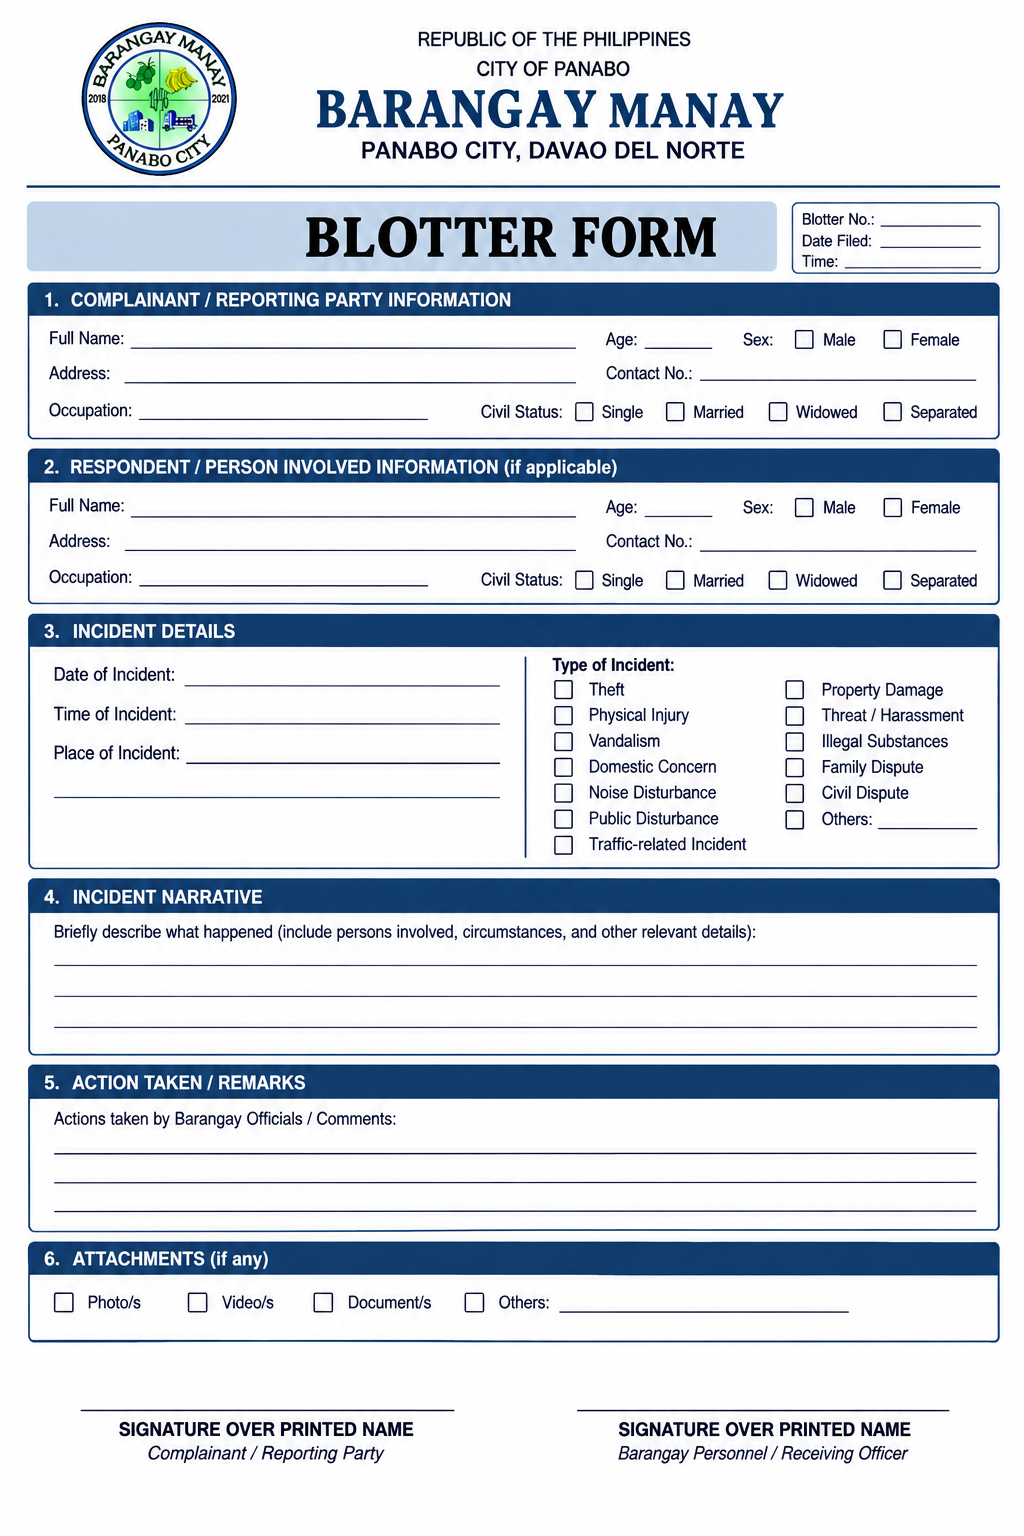 BARANGAY MANAY
2018
1996
2021
PANABO CITY
REPUBLIC OF THE PHILIPPINES
CITY OF PANABO
BARANGAY MANAY
PANABO CITY, DAVAO DEL NORTE
BLOTTER FORM
Blotter No.:
Date Filed:
Time:
1. COMPLAINANT / REPORTING PARTY INFORMATION
Full Name: Age: Sex: Male Female
Address: Contact No.:
Occupation: Civil Status: Single Married Widowed Separated
2. RESPONDENT / PERSON INVOLVED INFORMATION (if applicable)
Full Name: Age: Sex: Male Female
Address: Contact No.:
Occupation: Civil Status: Single Married Widowed Separated
3. INCIDENT DETAILS
Date of Incident:
Time of Incident:
Place of Incident:
Type of Incident:
Theft
Physical Injury
Vandalism
Domestic Concern
Noise Disturbance
Public Disturbance
Traffic-related Incident
Property Damage
Threat / Harassment
Illegal Substances
Family Dispute
Civil Dispute
Others:
4. INCIDENT NARRATIVE
Briefly describe what happened (include persons involved, circumstances, and other relevant details):
5. ACTION TAKEN / REMARKS
Actions taken by Barangay Officials / Comments:
6. ATTACHMENTS (if any)
Photo/s Video/s Document/s Others:
SIGNATURE OVER PRINTED NAME
Complainant / Reporting Party
SIGNATURE OVER PRINTED NAME
Barangay Personnel / Receiving Officer